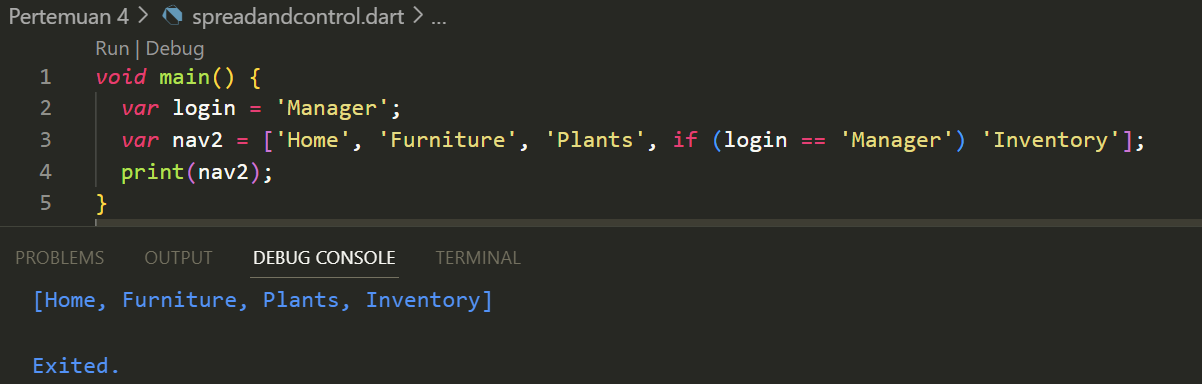 Pertemuan 4 > spreadandcontrol.dart > ...
Run | Debug
1 void main() {
2 var login = 'Manager';
3 var nav2 = ['Home', 'Furniture', 'Plants', if (login == 'Manager') 'Inventory'];
4 print(nav2);
5 }
PROBLEMS OUTPUT DEBUG CONSOLE TERMINAL
[Home, Furniture, Plants, Inventory]
Exited.